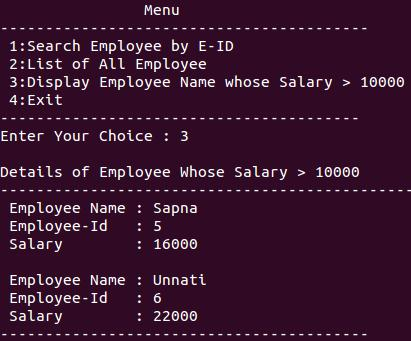 Menu
-----------------------------------------
1:Search Employee by E-ID
2:List of All Employee
3:Display Employee Name whose Salary > 10000
4:Exit
----------------------------------------
Enter Your Choice : 3
Details of Employee Whose Salary > 10000
----------------------------------------------
Employee Name : Sapna
Employee-Id   : 5
Salary        : 16000
Employee Name : Unnati
Employee-Id   : 6
Salary        : 22000
-----------------------------------------